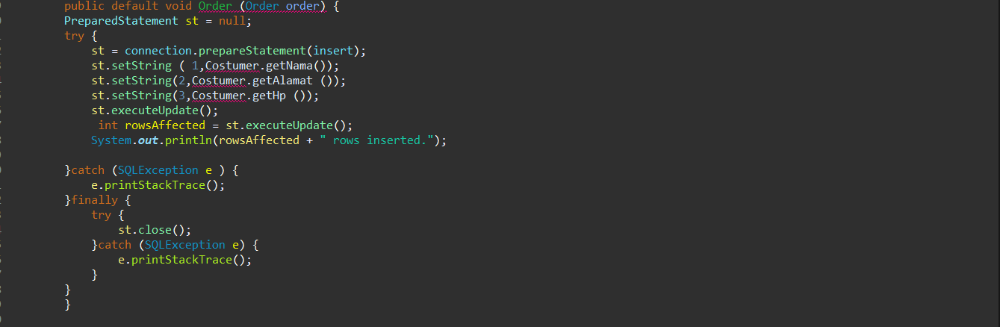 public default void Order (Order order) {
PreparedStatement st = null;
try {
st = connection.prepareStatement(insert);
st.setString ( 1,Costumer.getNama());
st.setString(2,Costumer.getAlamat ());
st.setString(3,Costumer.getHp ());
st.executeUpdate();
int rowsAffected = st.executeUpdate();
System.out.println(rowsAffected + " rows inserted.");
}catch (SQLException e ) {
e.printStackTrace();
}finally {
try {
st.close();
}catch (SQLException e) {
e.printStackTrace();
}
}
}